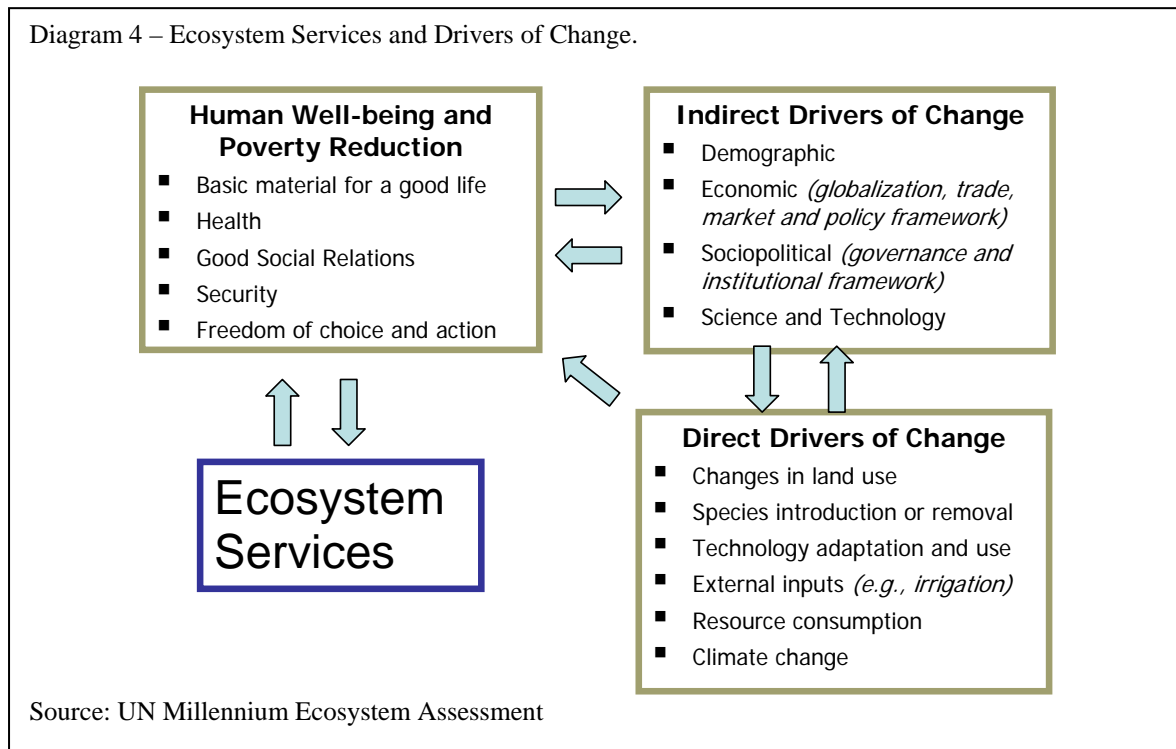 Diagram 4 – Ecosystem Services and Drivers of Change.
Human Well-being and
Poverty Reduction
▪ Basic material for a good life
▪ Health
▪ Good Social Relations
▪ Security
▪ Freedom of choice and action
Indirect Drivers of Change
▪ Demographic
▪ Economic (globalization, trade,
market and policy framework)
▪ Sociopolitical (governance and
institutional framework)
▪ Science and Technology
Ecosystem
Services
Direct Drivers of Change
▪ Changes in land use
▪ Species introduction or removal
▪ Technology adaptation and use
▪ External inputs (e.g., irrigation)
▪ Resource consumption
▪ Climate change
Source: UN Millennium Ecosystem Assessment